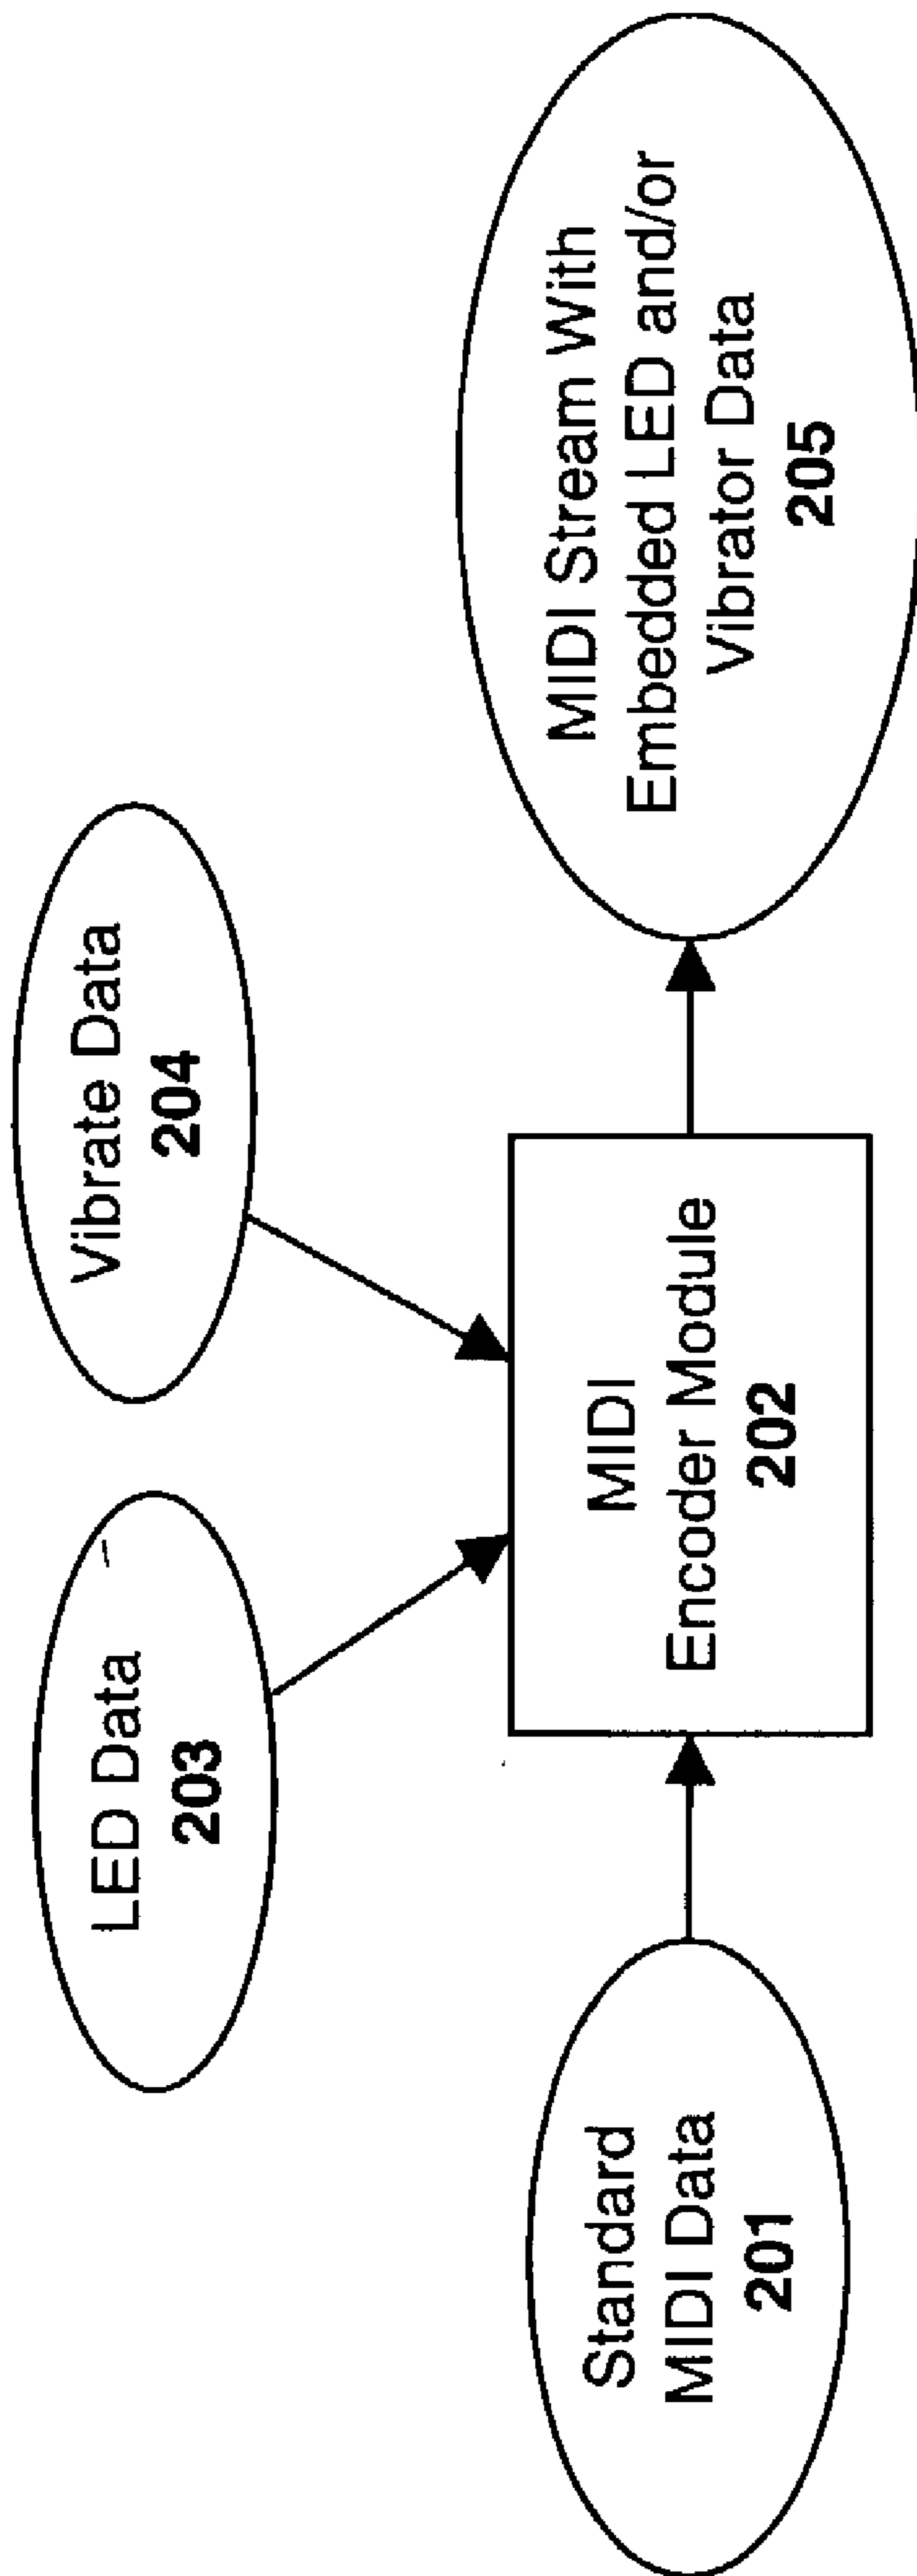 LED Data
203
Vibrate Data
204
Standard
MIDI Data
201
MIDI
Encoder Module
202
MIDI Stream With
Embedded LED and/or
Vibrator Data
205